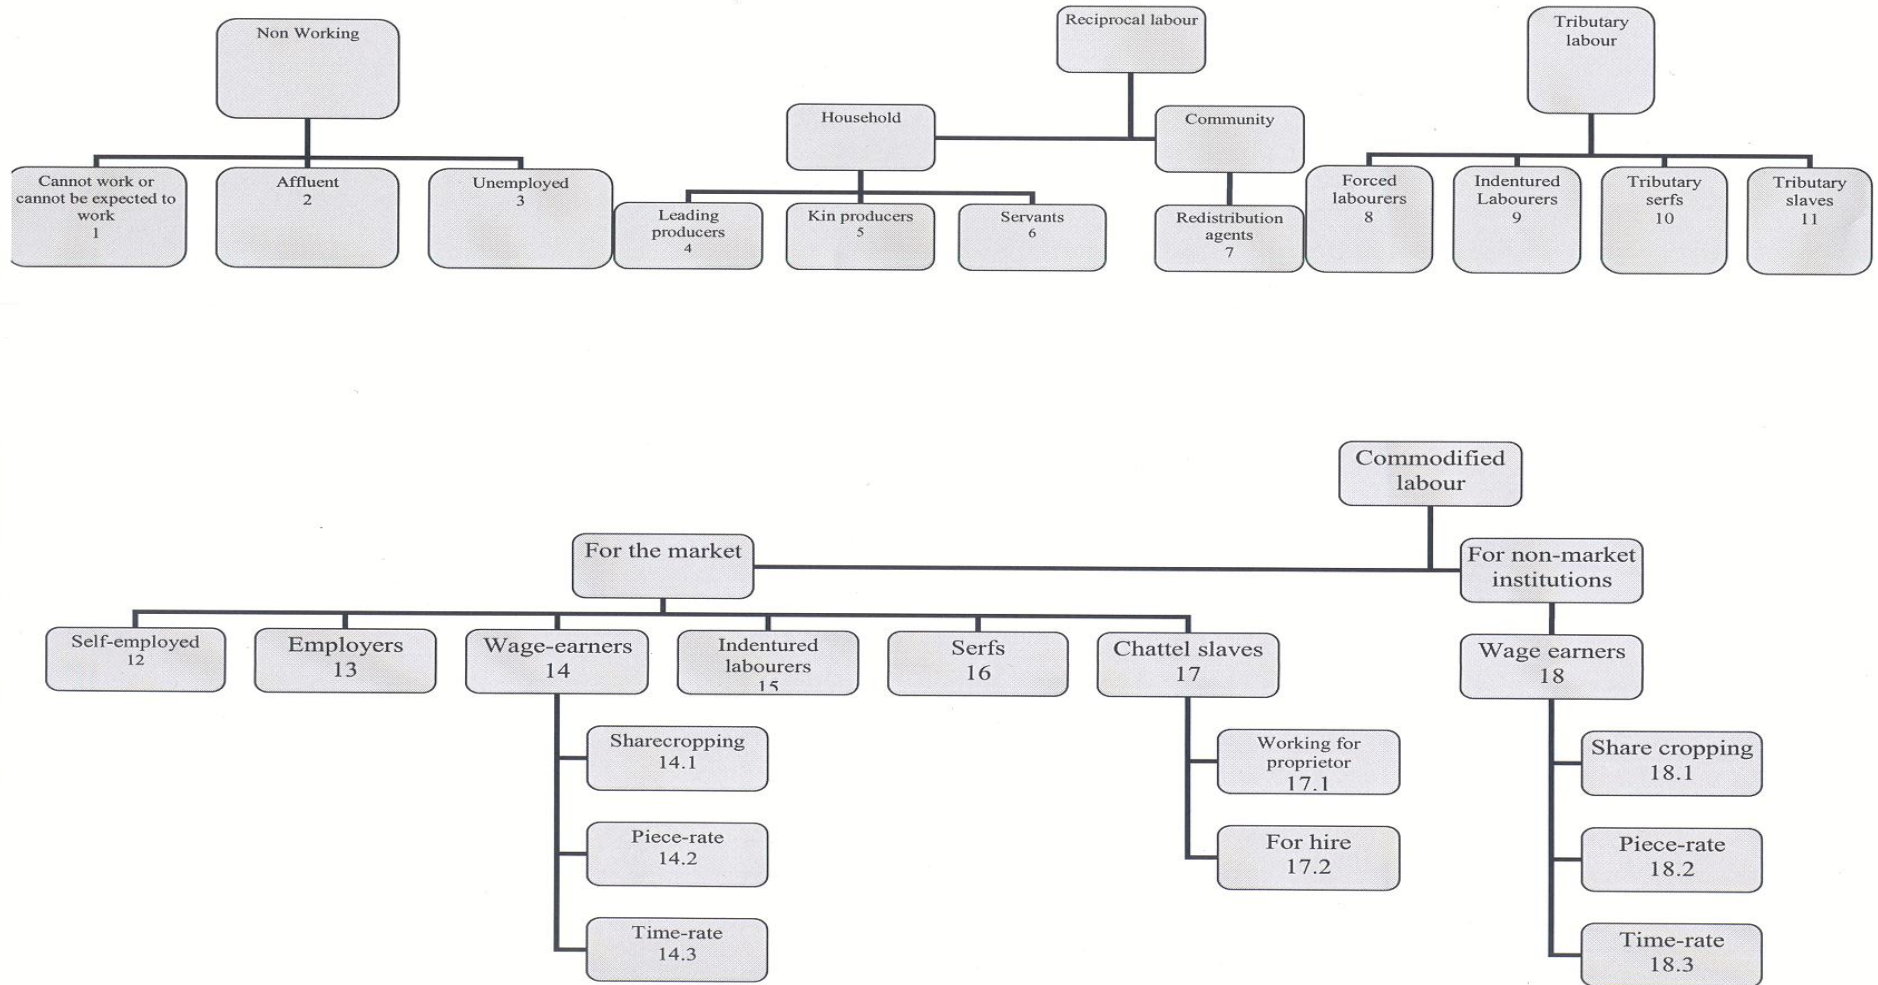 Non Working
Reciprocal labour
Tributary
labour
Household
Community
Cannot work or
cannot be expected to
work
1
Affluent
2
Unemployed
3
Leading
producers
4
Kin producers
5
Servants
6
Redistribution
agents
7
Forced
labourers
8
Indentured
Labourers
9
Tributary
serfs
10
Tributary
slaves
11
Commodified
labour
For the market
For non-market
institutions
Self-employed
12
Employers
13
Wage-earners
14
Indentured
labourers
15
Serfs
16
Chattel slaves
17
Wage earners
18
Sharecropping
14.1
Piece-rate
14.2
Time-rate
14.3
Working for
proprietor
17.1
For hire
17.2
Share cropping
18.1
Piece-rate
18.2
Time-rate
18.3